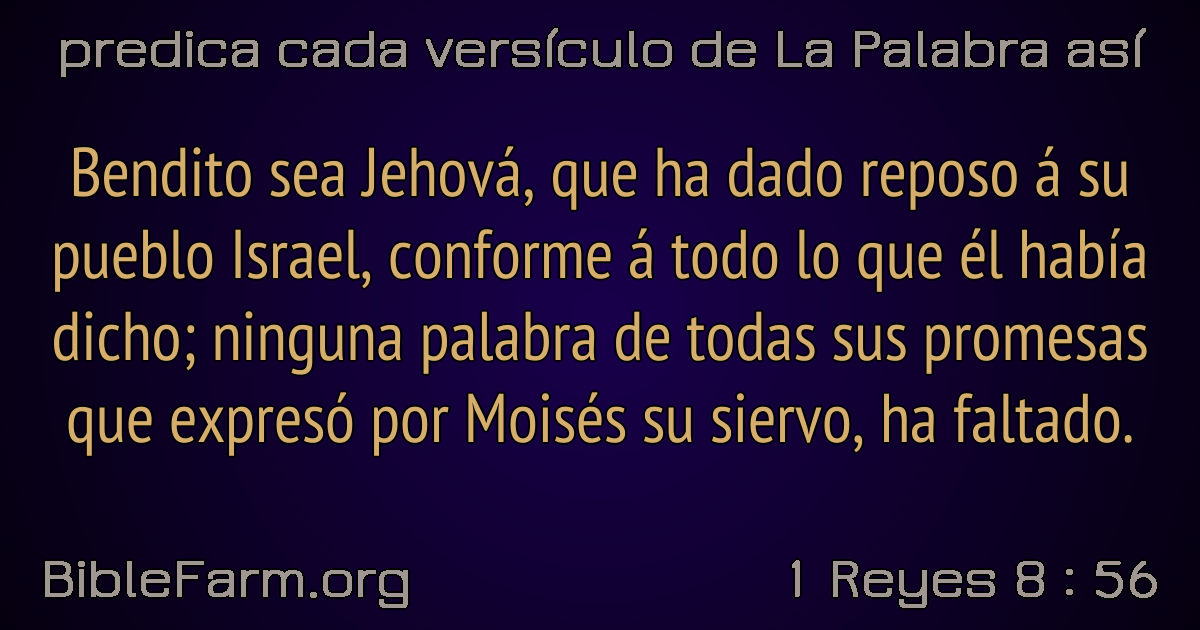 predica cada versículo de La Palabra así
Bendito sea Jehová, que ha dado reposo á su
pueblo Israel, conforme á todo lo que él había
dicho; ninguna palabra de todas sus promesas
que expresó por Moisés su siervo, ha faltado.
BibleFarm.org
1 Reyes 8 : 56